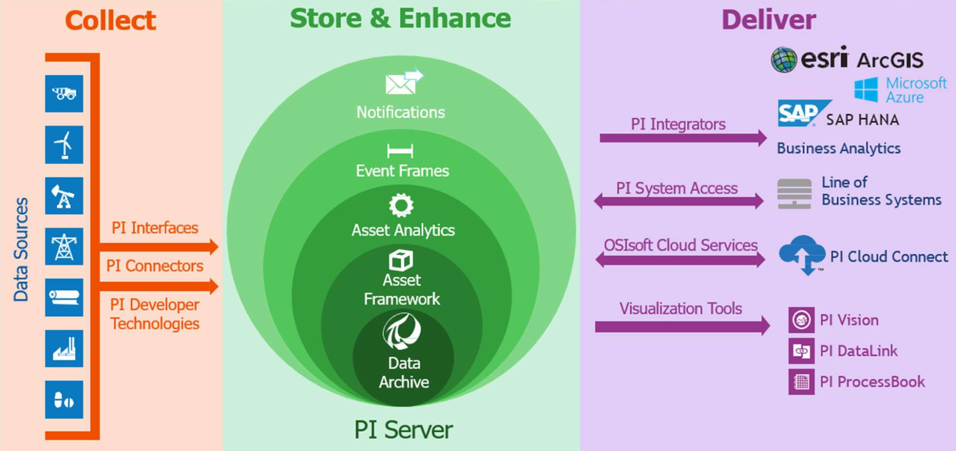 Collect
Store & Enhance
Deliver
Data Sources
PI Interfaces
PI Connectors
PI Developer
Technologies
Notifications
Event Frames
Asset Analytics
Asset
Framework
Data
Archive
PI Server
PI Integrators
esri ArcGIS
Microsoft
Azure
SAP SAP HANA
Business Analytics
PI System Access
Line of
Business Systems
OSIsoft Cloud Services
PI Cloud Connect
TM
Visualization Tools
PI Vision
PI DataLink
PI ProcessBook